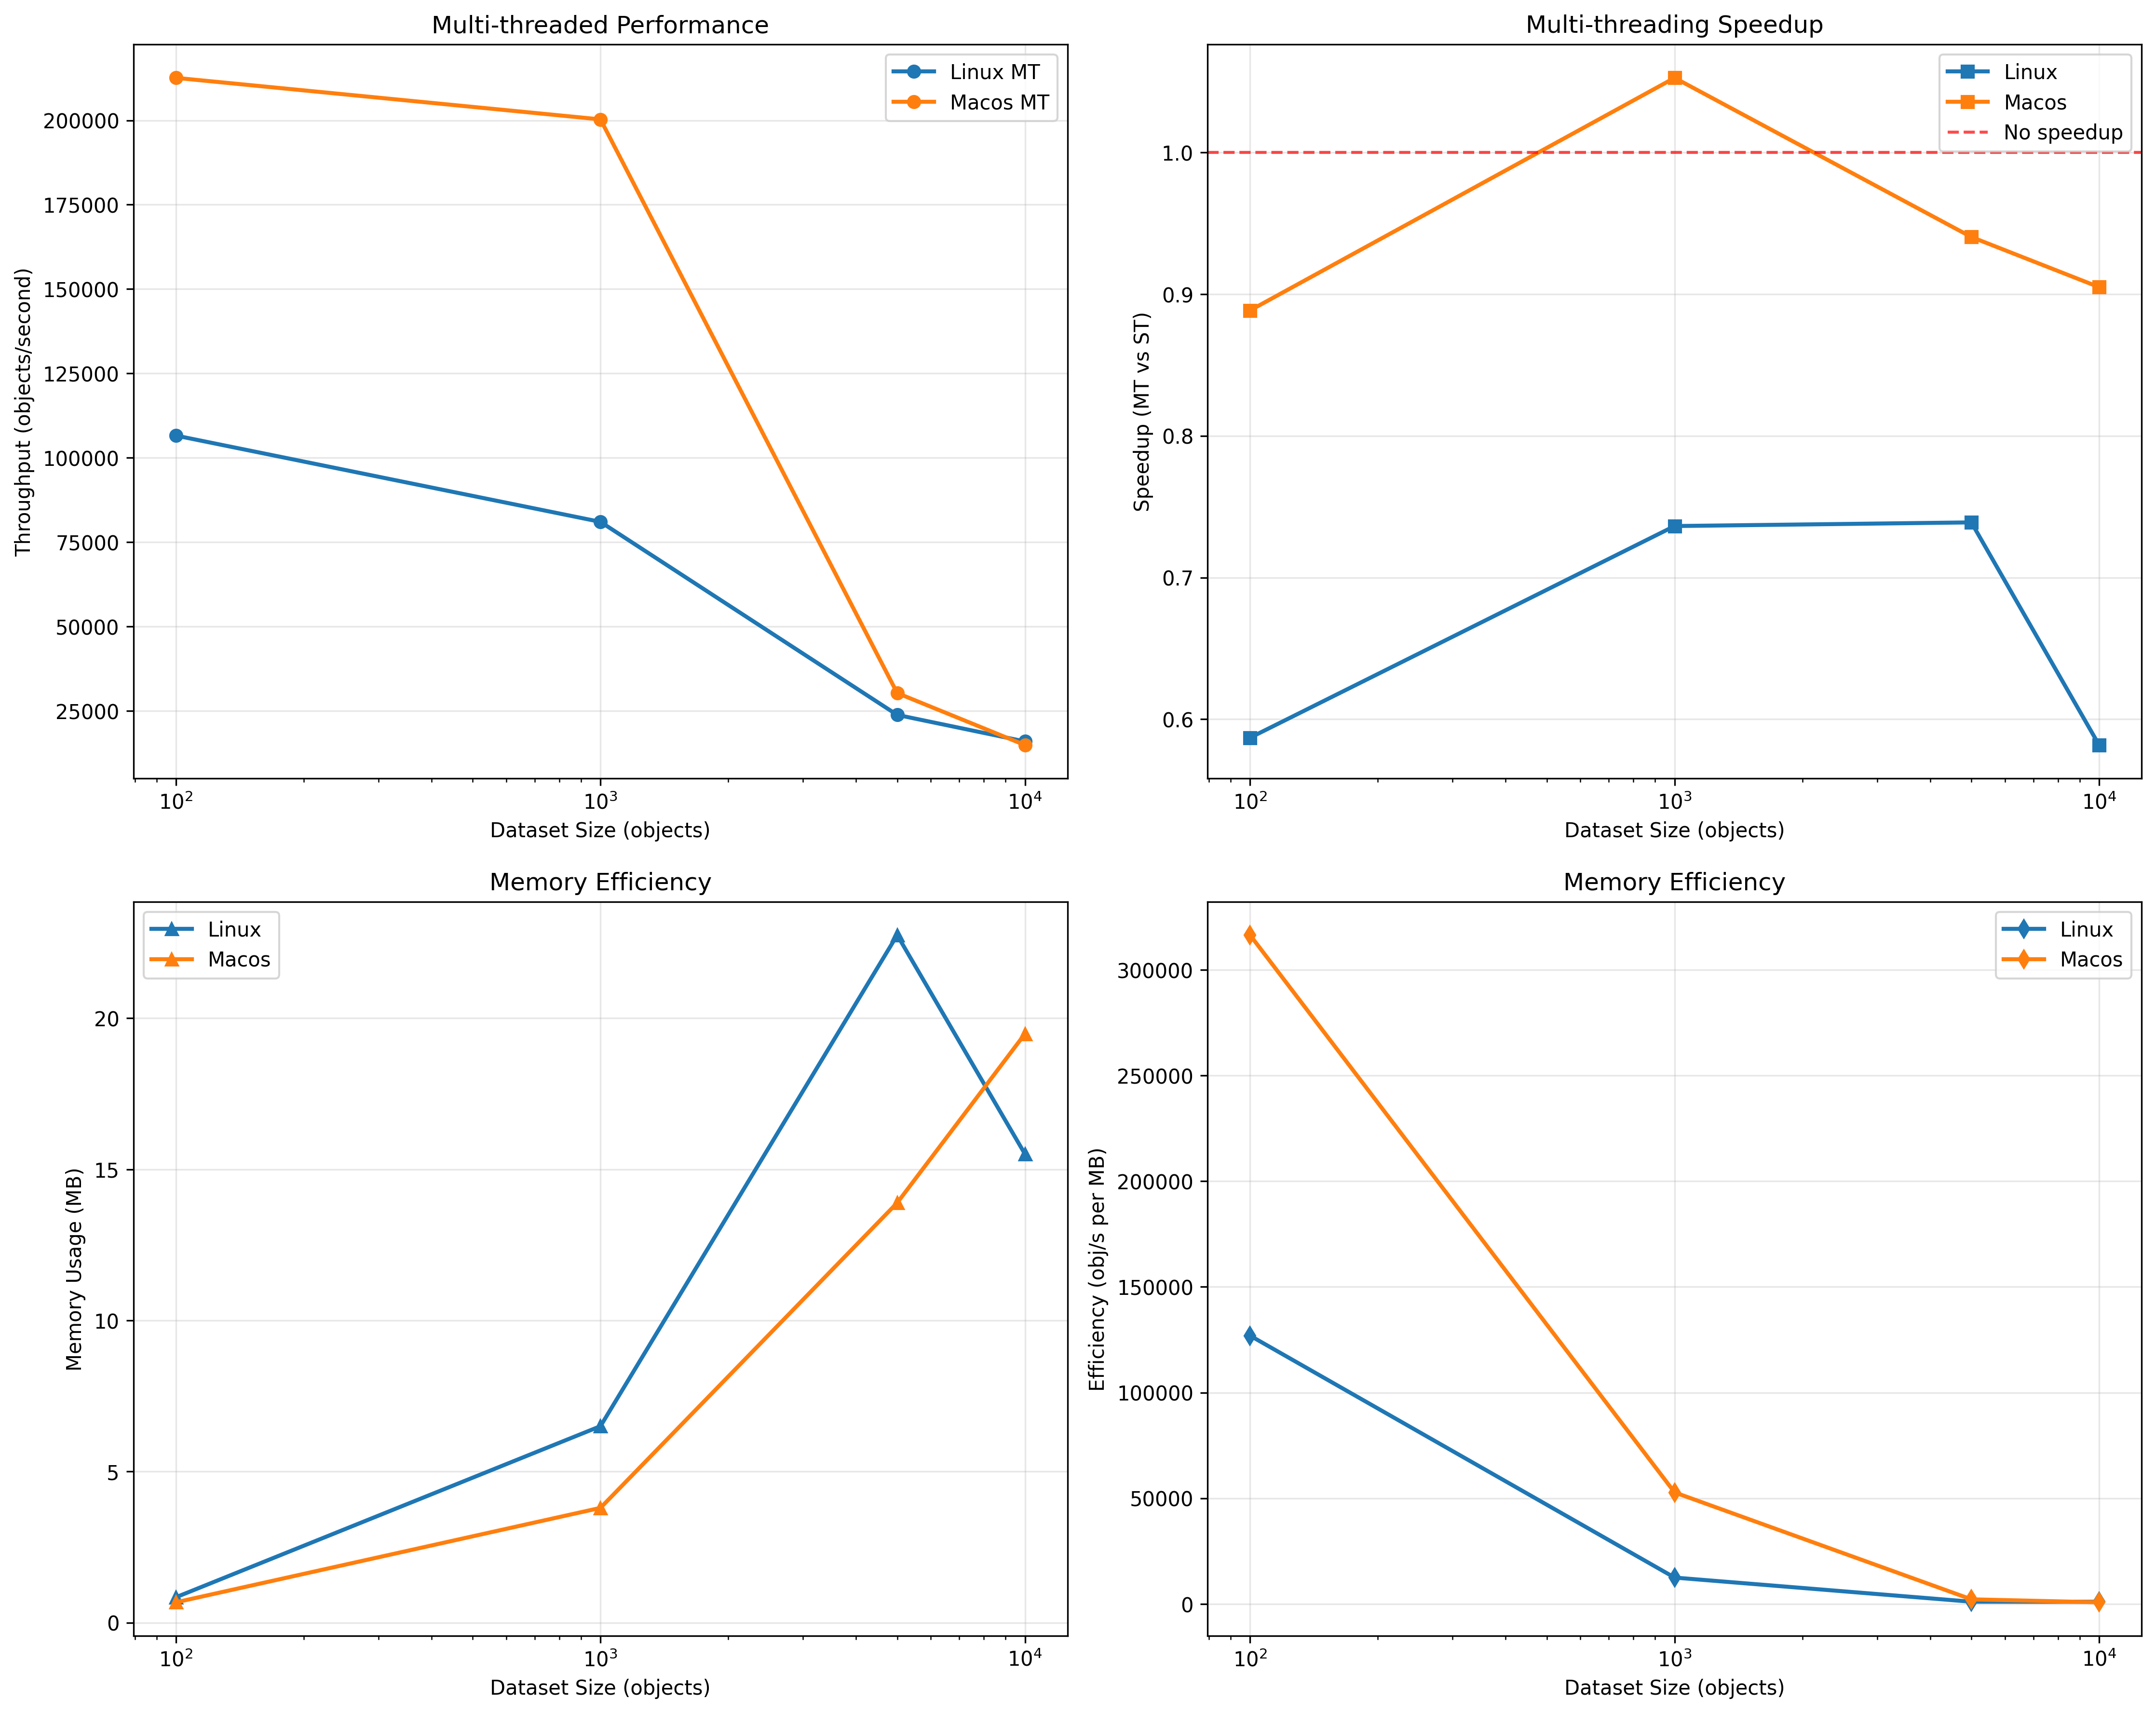 Multi-threaded Performance
Throughput (objects/second)
200000
175000
150000
125000
100000
75000
50000
25000
Linux MT
Macos MT
10²
10³
10⁴
Dataset Size (objects)
Multi-threading Speedup
Speedup (MT vs ST)
1.0
0.9
0.8
0.7
0.6
Linux
Macos
No speedup
10²
10³
10⁴
Dataset Size (objects)
Memory Efficiency
Memory Usage (MB)
20
15
10
5
0
Linux
Macos
10²
10³
10⁴
Dataset Size (objects)
Memory Efficiency
Efficiency (obj/s per MB)
300000
250000
200000
150000
100000
50000
0
Linux
Macos
10²
10³
10⁴
Dataset Size (objects)